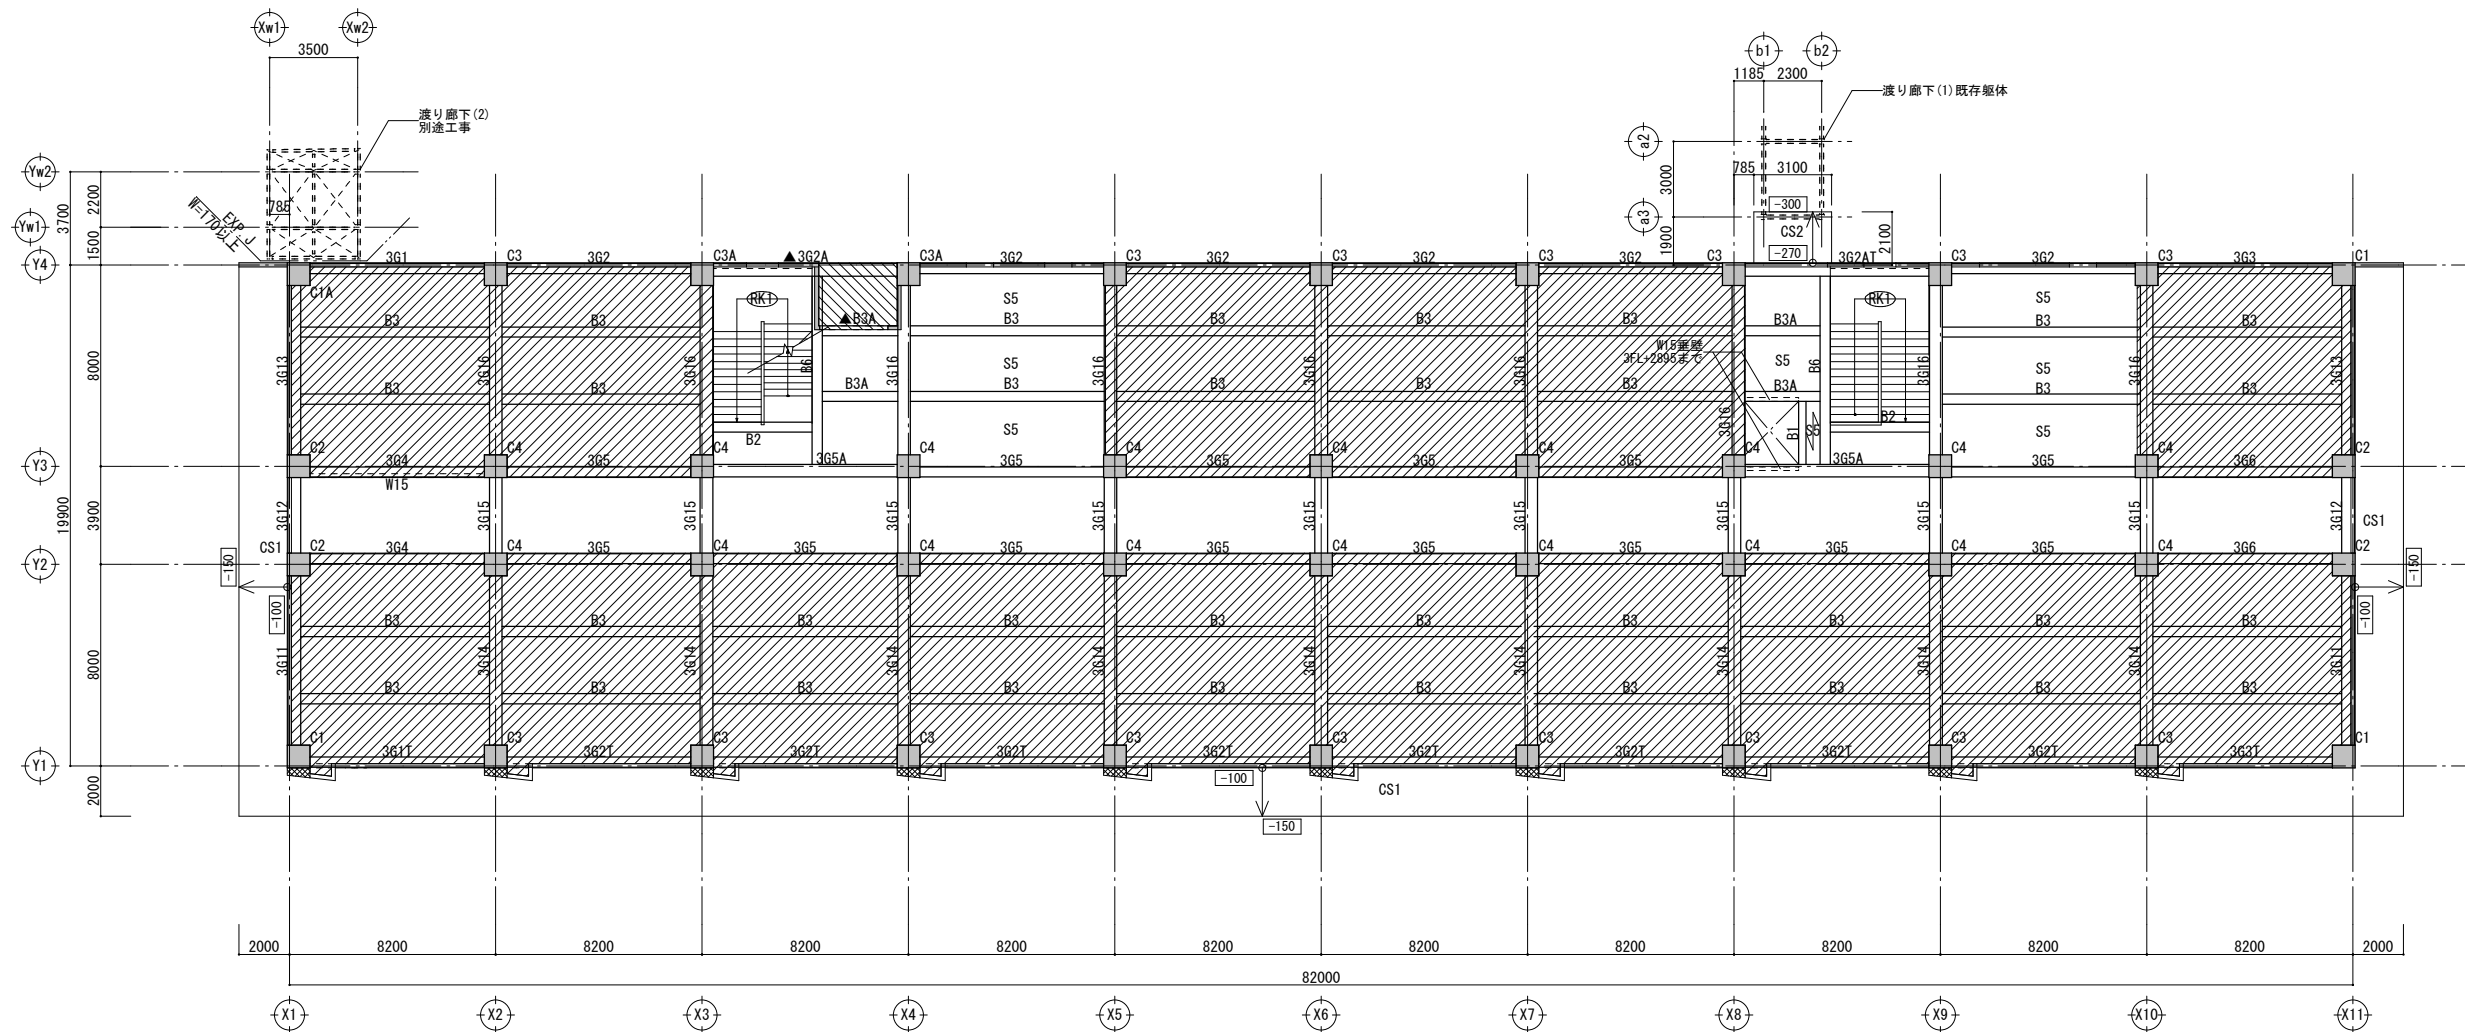 Xw1
Xw2
3500
渡り廊下(2)
別途工事
b1
b2
1185
2300
渡り廊下(1)既存躯体
a2
3000
785
3100
a3
1900
-300
CS2
-270
2100
Yw2
Yw1
2200
3700
1500
785
EXP.J
W=170以上
Y4
3G1
C3
3G2
C3A
▲3G2A
C3A
3G2
C3
3G2
C3
3G2
C3
3G2
C3
3G2AT
C3
3G2
C3
3G3
C1
C1A
RK1
S5
RK1
S5
B3
B3
▲B3A
B3
B3
B3
B3
B3A
B3
B3
8000
3G13
3G16
3G16
B6
3G16
S5
3G16
3G16
3G16
W15垂壁
3FL+2895まで
S5
B6
3G16
S5
3G16
3G13
B3
B3
B3A
B3
B3
B3
B3
B3A
B3
B3
3G16
B1
S5
B2
B2
S5
S5
C2
C4
C4
C4
C4
C4
C4
C4
C4
C4
C2
Y3
3G4
3G5
3G5A
3G5
3G5
3G5
3G5
3G5A
3G5
3G6
W15
19900
3900
3G12
3G15
3G15
3G15
3G15
3G15
3G15
3G15
3G15
3G15
3G12
CS1
CS1
C2
3G4
C4
3G5
C4
3G5
C4
3G5
C4
3G5
C4
3G5
C4
3G5
C4
3G5
C4
3G5
C4
3G6
C2
Y2
-150
-100
-150
-100
B3
B3
B3
B3
B3
B3
B3
B3
B3
B3
8000
3G11
3G14
3G14
3G14
3G14
3G14
3G14
3G14
3G14
3G14
3G11
B3
B3
B3
B3
B3
B3
B3
B3
B3
B3
C1
C3
C3
C3
C3
C3
C3
C3
C3
C3
C1
3G1T
3G2T
3G2T
3G2T
3G2T
3G2T
3G2T
3G2T
3G2T
3G3T
Y1
2000
-100
CS1
-150
2000
8200
8200
8200
8200
8200
8200
8200
8200
8200
8200
2000
82000
X1
X2
X3
X4
X5
X6
X7
X8
X9
X10
X11